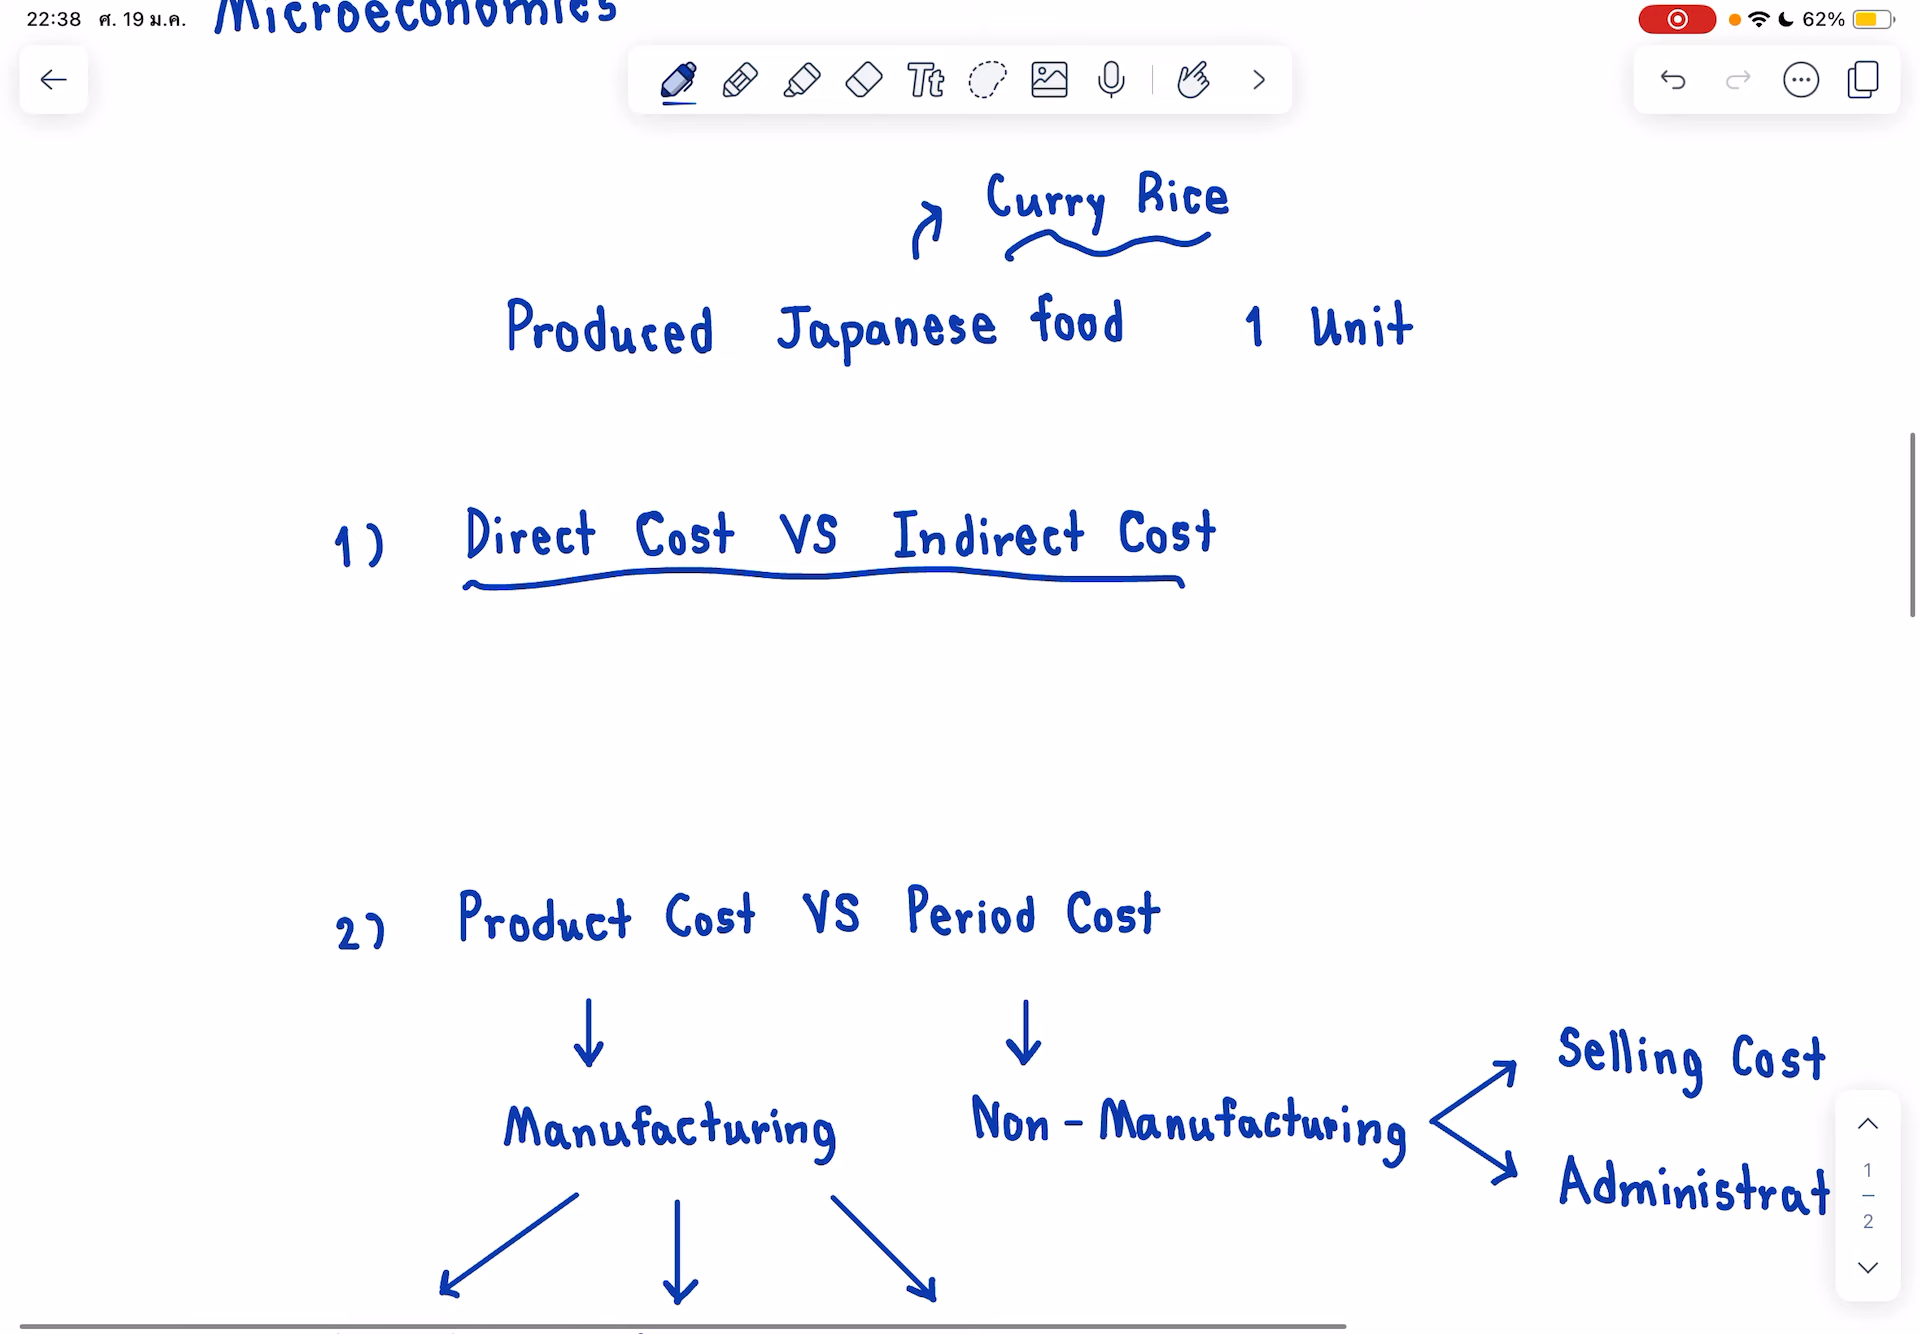 22:38 ศ. 19 ม.ค.
62%
Microeconomics
Tt
Curry Rice
Produced Japanese food 1 Unit
1) Direct Cost VS Indirect Cost
2) Product Cost VS Period Cost
Selling Cost
Manufacturing Non - Manufacturing
Administrat
1
2